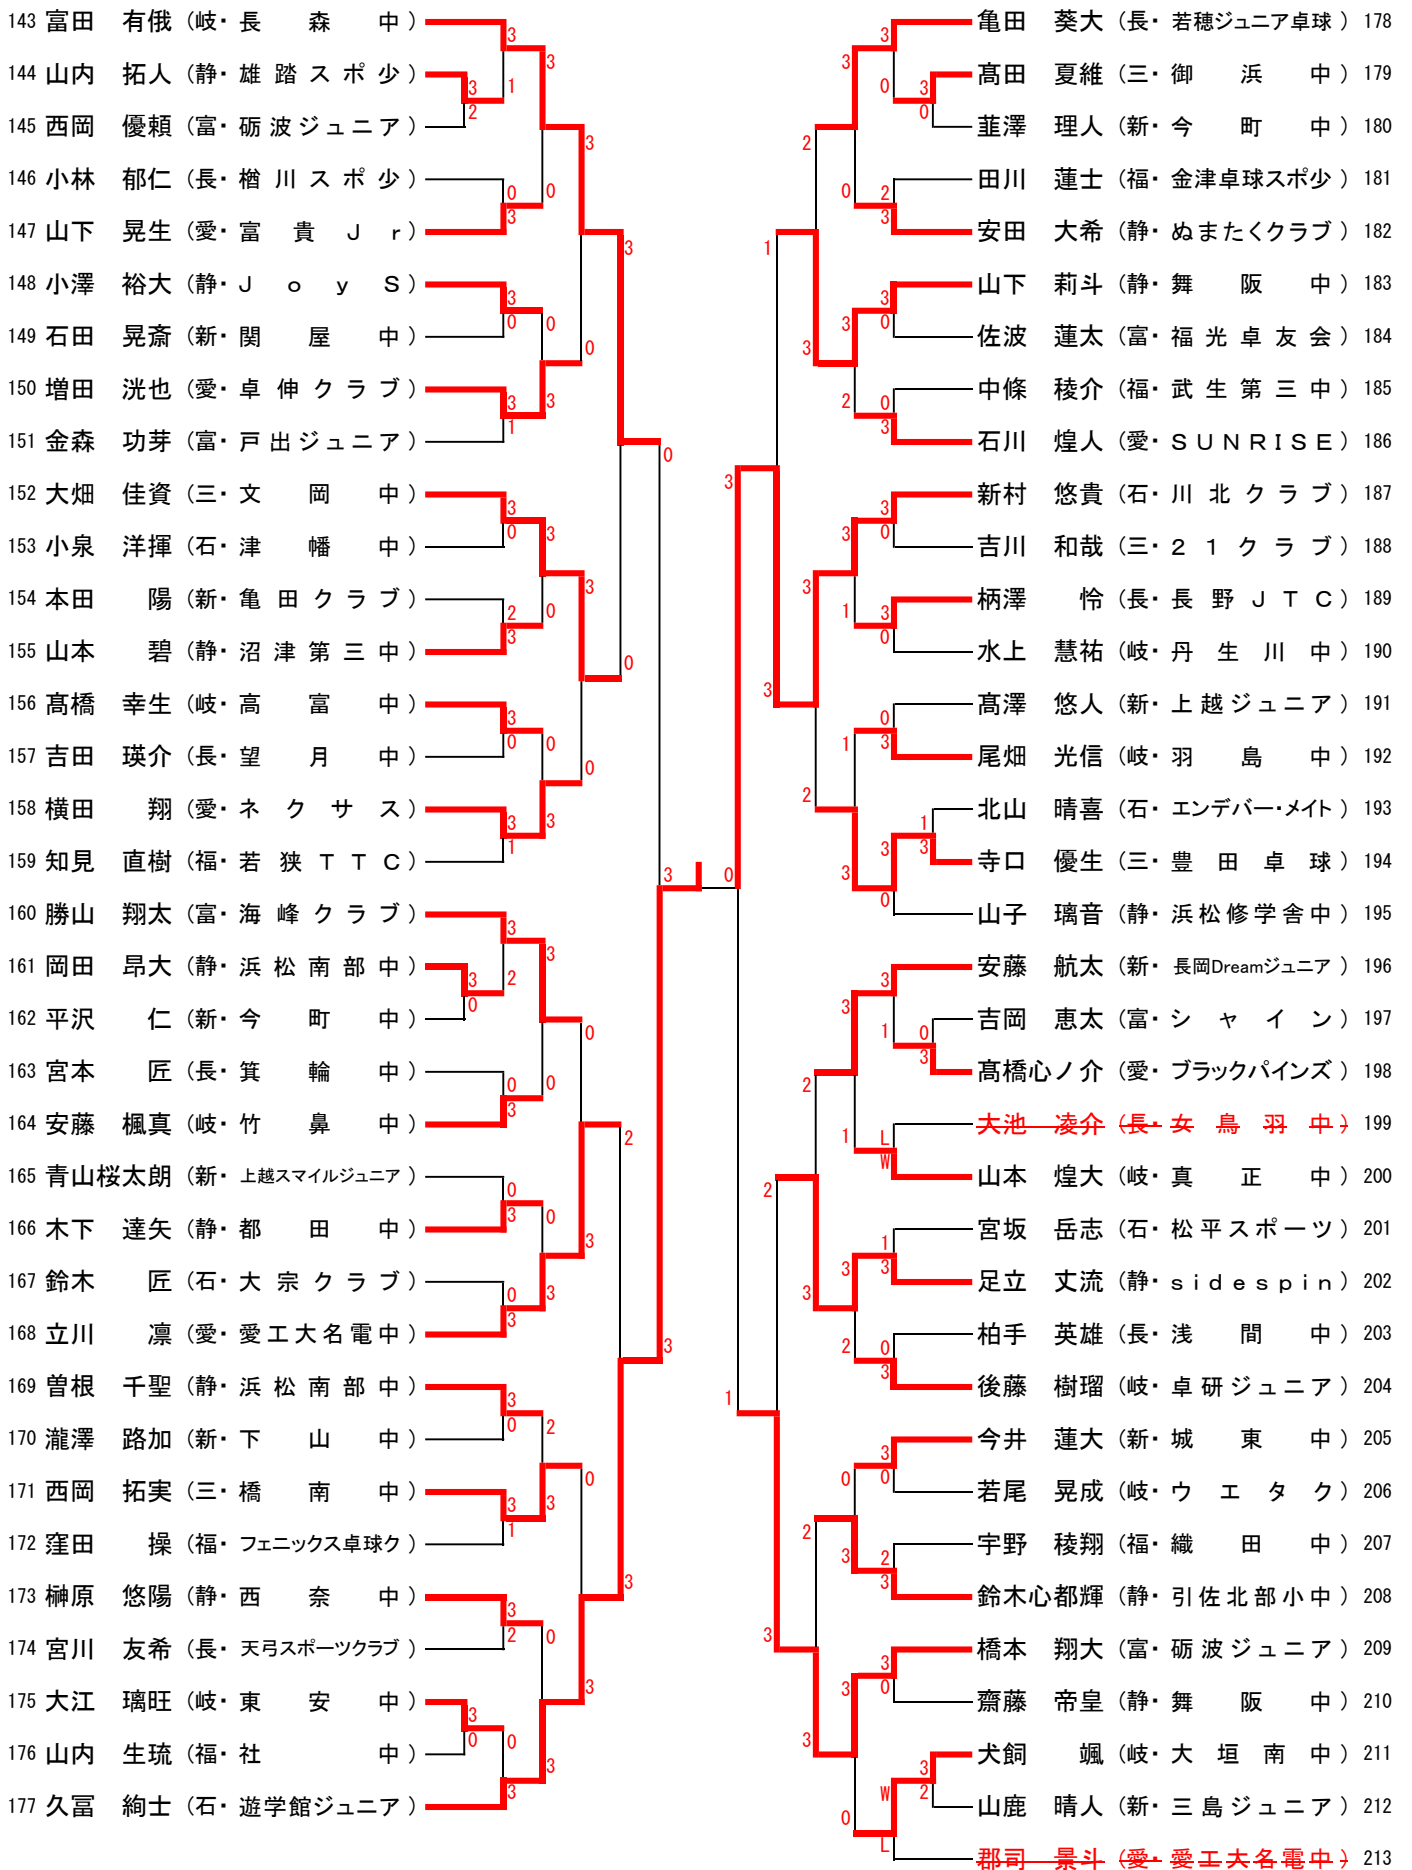 143 富田　有俄 (岐・長森中)
144 山内　拓人 (静・雄踏スポ少)
145 西岡　優頼 (富・砺波ジュニア)
146 小林　郁仁 (長・楢川スポ少)
147 山下　晃生 (愛・富貴Ｊｒ)
148 小澤　裕大 (静・ＪｏｙＳ)
149 石田　晃斎 (新・関屋中)
150 増田　洸也 (愛・卓伸クラブ)
151 金森　功芽 (富・戸出ジュニア)
152 大畑　佳資 (三・文岡中)
153 小泉　洋揮 (石・津幡中)
154 本田　陽 (新・亀田クラブ)
155 山本　碧 (静・沼津第三中)
156 髙橋　幸生 (岐・高富中)
157 吉田　瑛介 (長・望月中)
158 横田　翔 (愛・ネクサス)
159 知見　直樹 (福・若狭ＴＴＣ)
160 勝山　翔太 (富・海峰クラブ)
161 岡田　昂大 (静・浜松南部中)
162 平沢　仁 (新・今町中)
163 宮本　匠 (長・箕輪中)
164 安藤　楓真 (岐・竹鼻中)
165 青山桜太朗 (新・上越スマイルジュニア)
166 木下　達矢 (静・都田中)
167 鈴木　匠 (石・大宗クラブ)
168 立川　凛 (愛・愛工大名電中)
169 曽根　千聖 (静・浜松南部中)
170 瀧澤　路加 (新・下山中)
171 西岡　拓実 (三・橋南中)
172 窪田　操 (福・フェニックス卓球ク)
173 榊原　悠陽 (静・西奈中)
174 宮川　友希 (長・天弓スポーツクラブ)
175 大江　璃旺 (岐・東安中)
176 山内　生琉 (福・社中)
177 久冨　絢士 (石・遊学館ジュニア)
亀田　葵大 (長・若穂ジュニア卓球) 178
髙田　夏維 (三・御浜中) 179
韮澤　理人 (新・今町中) 180
田川　蓮士 (福・金津卓球スポ少) 181
安田　大希 (静・ぬまたくクラブ) 182
山下　莉斗 (静・舞阪中) 183
佐波　蓮太 (富・福光卓友会) 184
中條　稜介 (福・武生第三中) 185
石川　煌人 (愛・ＳＵＮＲＩＳＥ) 186
新村　悠貴 (石・川北クラブ) 187
吉川　和哉 (三・２１クラブ) 188
柄澤　怜 (長・長野ＪＴＣ) 189
水上　慧祐 (岐・丹生川中) 190
髙澤　悠人 (新・上越ジュニア) 191
尾畑　光信 (岐・羽島中) 192
北山　晴喜 (石・エンデバー・メイト) 193
寺口　優生 (三・豊田卓球) 194
山子　璃音 (静・浜松修学舎中) 195
安藤　航太 (新・長岡Dreamジュニア) 196
吉岡　恵太 (富・シャイン) 197
髙橋心ノ介 (愛・ブラックパインズ) 198
大池　凌介 (長・女鳥羽中) 199
山本　煌大 (岐・真正中) 200
宮坂　岳志 (石・松平スポーツ) 201
足立　丈流 (静・ｓｉｄｅｓｐｉｎ) 202
柏手　英雄 (長・浅間中) 203
後藤　樹瑠 (岐・卓研ジュニア) 204
今井　蓮大 (新・城東中) 205
若尾　晃成 (岐・ウエタク) 206
宇野　稜翔 (福・織田中) 207
鈴木心都輝 (静・引佐北部小中) 208
橋本　翔大 (富・砺波ジュニア) 209
齋藤　帝皇 (静・舞阪中) 210
犬飼　颯 (岐・大垣南中) 211
山鹿　晴人 (新・三島ジュニア) 212
郡司　景斗 (愛・愛工大名電中) 213